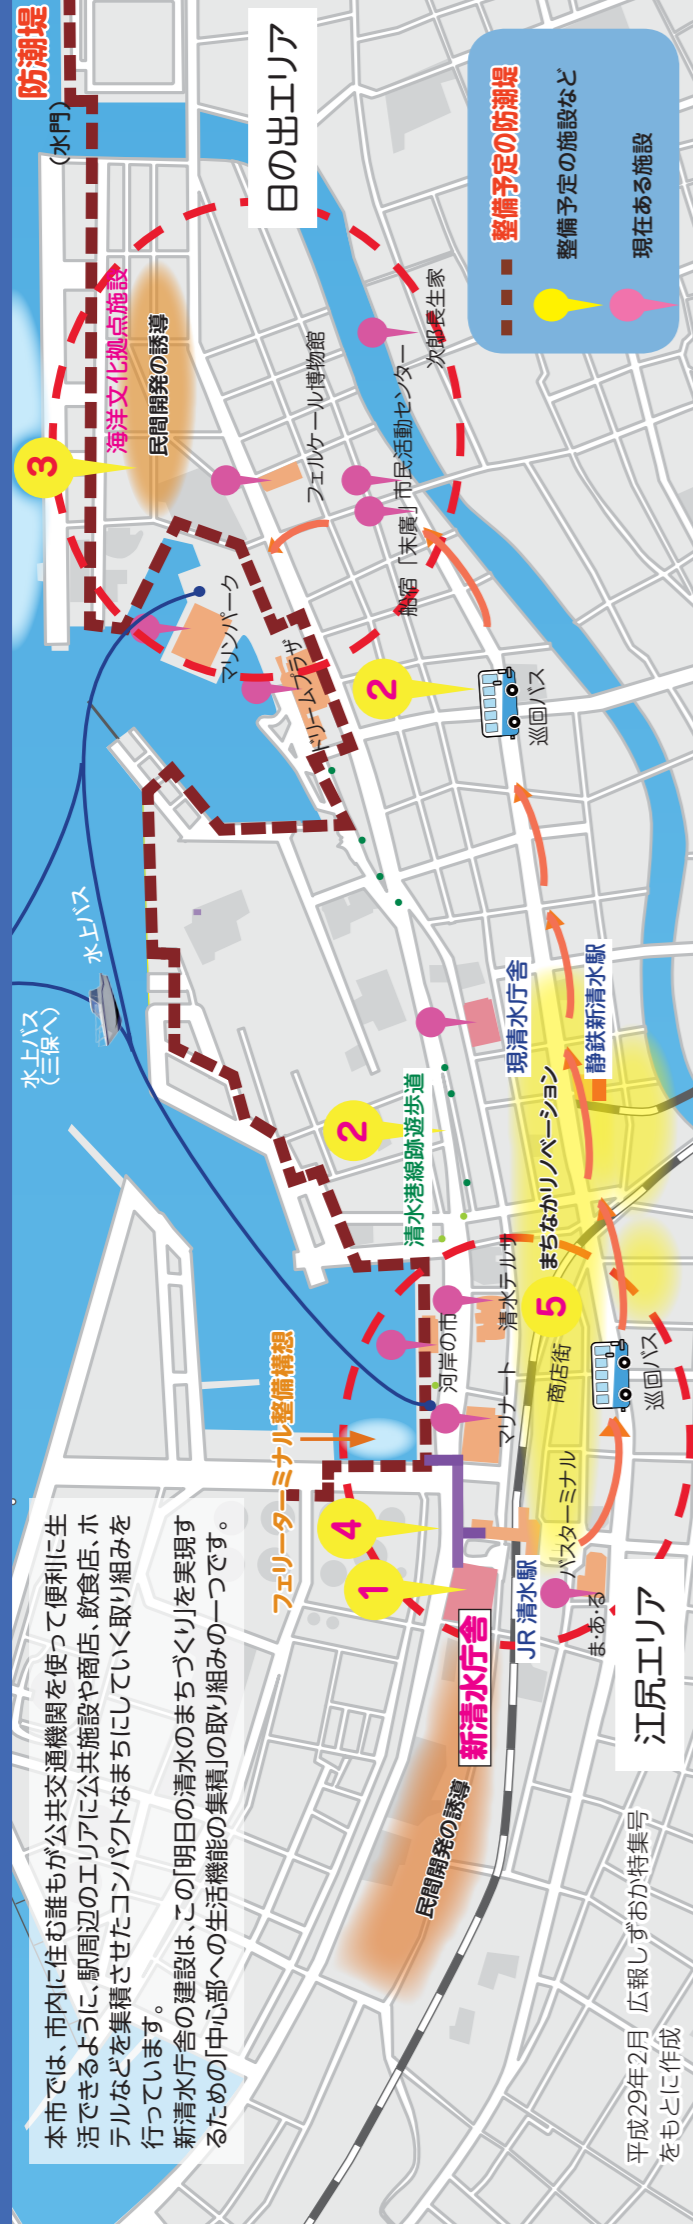 本市では、市内に住む誰もが公共交通機関を使って便利に生
活できるように、駅周辺のエリアに公共施設や商店、飲食店、ホ
テルなどを集積させたコンパクトなまちにしていく取り組みを
行っています。
新清水庁舎の建設は、この「明日の清水のまちづくり」を実現す
るための「中心部への生活機能の集積」の取り組みの一つです。
水上バス
（三保へ）
水上バス
防潮堤
（水門）
フェリーターミナル整備構想
3
海洋文化拠点施設
民間開発の誘導
日の出エリア
マリンパーク
ドリームプラザ
フェルケール博物館
船宿「末廣」
市民活動センター
次郎長生家
2
巡回バス
2
清水港線跡遊歩道
現清水庁舎
静鉄新清水駅
まちなかリノベーション
5
商店街
河岸の市
清水テルサ
マリナート
4
1
新清水庁舎
民間開発の誘導
JR 清水駅
バスターミナル
ま・あ・る
巡回バス
江尻エリア
整備予定の防潮堤
整備予定の施設など
現在ある施設
平成29年2月 広報しずおか特集号
をもとに作成